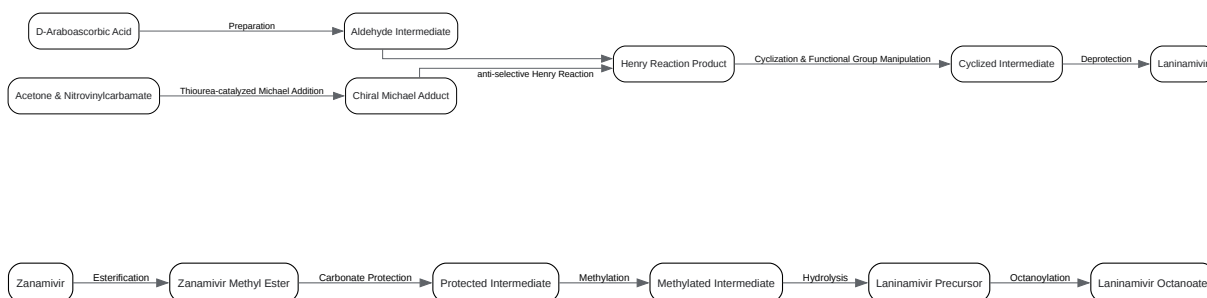 D-Araboascorbic Acid
Preparation
Aldehyde Intermediate
Acetone & Nitrovinylcarbamate
Thiourea-catalyzed Michael Addition
Chiral Michael Adduct
anti-selective Henry Reaction
Henry Reaction Product
Cyclization & Functional Group Manipulation
Cyclized Intermediate
Deprotection
Laninamivir
Zanamivir
Esterification
Zanamivir Methyl Ester
Carbonate Protection
Protected Intermediate
Methylation
Methylated Intermediate
Hydrolysis
Laninamivir Precursor
Octanoylation
Laninamivir Octanoate